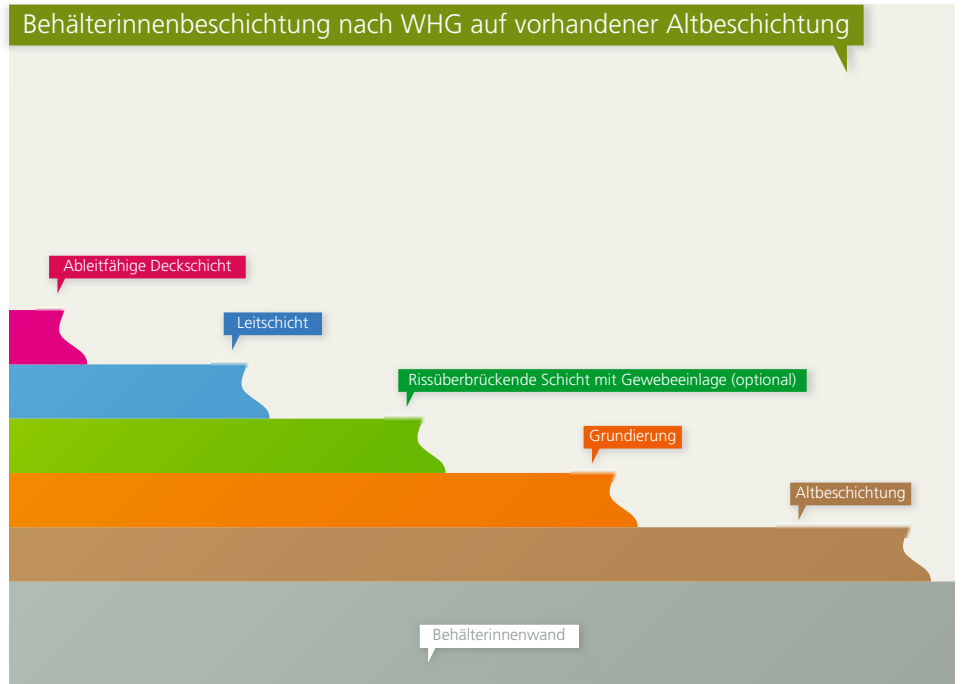 Behälterinnenbeschichtung nach WHG auf vorhandener Altbeschichtung
Ableitfähige Deckschicht
Leitschicht
Rissüberbrückende Schicht mit Gewebeeinlage (optional)
Grundierung
Altbeschichtung
Behälterinnenwand